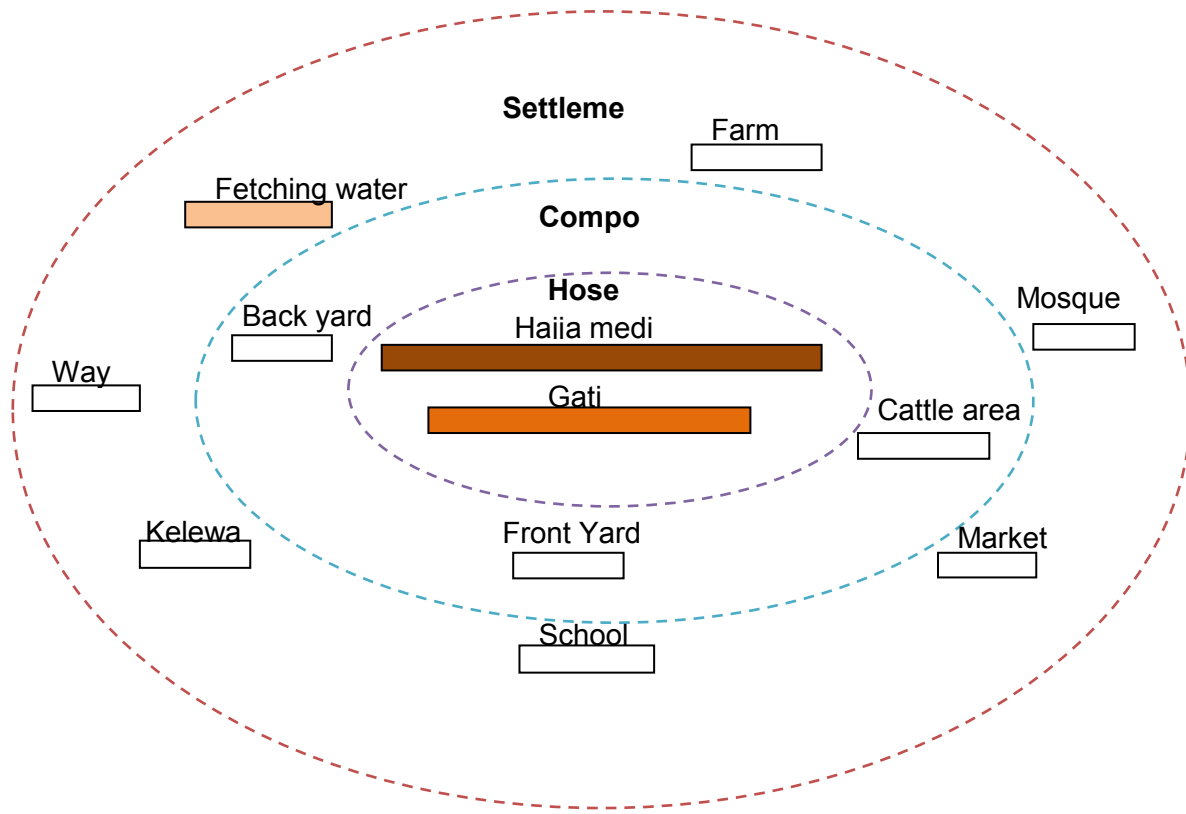 Settleme
Farm
Fetching water
Compo
Hose
Mosque
Back yard
Haija medi
Way
Gati
Cattle area
Kelewa
Front Yard
Market
School